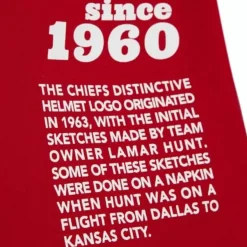 since
1960
THE CHIEFS DISTINCTIVE
HELMET LOGO ORIGINATED
IN 1963, WITH THE INITIAL
SKETCHES MADE BY TEAM
OWNER LAMAR HUNT.
SOME OF THESE SKETCHES
WERE DONE ON A NAPKIN
WHEN HUNT WAS ON A
FLIGHT FROM DALLAS TO
KANSAS CITY.